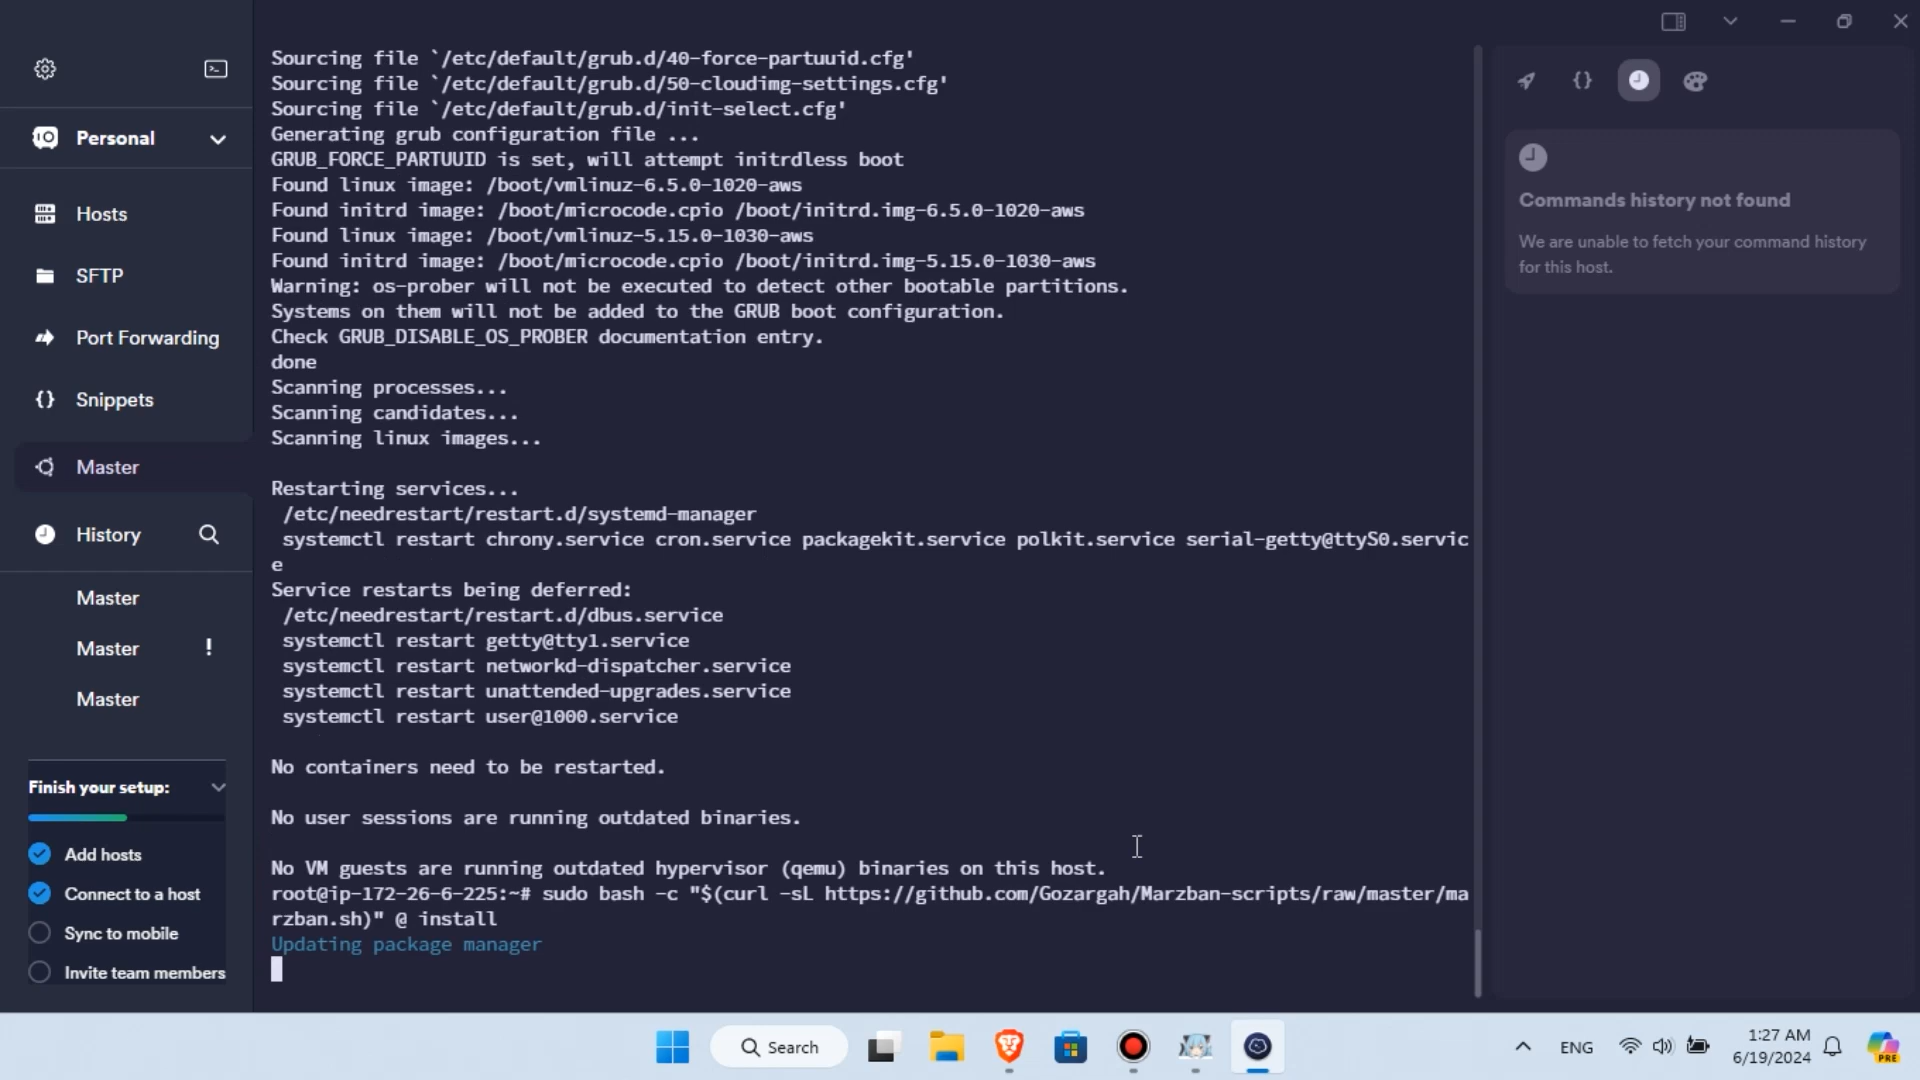 Personal
Hosts
SFTP
Port Forwarding
Snippets
Master
History
Master
Master !
Master
Finish your setup:
Add hosts
Connect to a host
Sync to mobile
Invite team members
Sourcing file `/etc/default/grub.d/40-force-partuuid.cfg'
Sourcing file `/etc/default/grub.d/50-cloudimg-settings.cfg'
Sourcing file `/etc/default/grub.d/init-select.cfg'
Generating grub configuration file ...
GRUB_FORCE_PARTUUID is set, will attempt initrdless boot
Found linux image: /boot/vmlinuz-6.5.0-1020-aws
Found initrd image: /boot/microcode.cpio /boot/initrd.img-6.5.0-1020-aws
Found linux image: /boot/vmlinuz-5.15.0-1030-aws
Found initrd image: /boot/microcode.cpio /boot/initrd.img-5.15.0-1030-aws
Warning: os-prober will not be executed to detect other bootable partitions.
Systems on them will not be added to the GRUB boot configuration.
Check GRUB_DISABLE_OS_PROBER documentation entry.
done
Scanning processes...
Scanning candidates...
Scanning linux images...
Restarting services...
/etc/needrestart/restart.d/systemd-manager
systemctl restart chrony.service cron.service packagekit.service polkit.service serial-getty@ttyS0.servic
e
Service restarts being deferred:
/etc/needrestart/restart.d/dbus.service
systemctl restart getty@tty1.service
systemctl restart networkd-dispatcher.service
systemctl restart unattended-upgrades.service
systemctl restart user@1000.service
No containers need to be restarted.
No user sessions are running outdated binaries.
No VM guests are running outdated hypervisor (qemu) binaries on this host.
root@ip-172-26-6-225:~# sudo bash -c "$(curl -sL https://github.com/Gozargah/Marzban-scripts/raw/master/ma
rzban.sh)" @ install
Updating package manager
Commands history not found
We are unable to fetch your command history
for this host.
Search
ENG
1:27 AM
6/19/2024
PRE